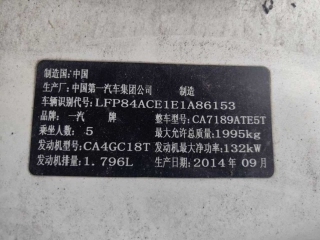 制造国:中国
生产厂:中国第一汽车集团公司 制造
车辆识别代号:LFP84ACE1E1A86153
品牌:一汽 牌 整车型号:CA7189ATE5T
乘坐人数: 5 最大允许总质量:1995kg
发动机型号:CA4GC18T 发动机最大净功率:132kW
发动机排量:1.796L 生产日期:2014年09月